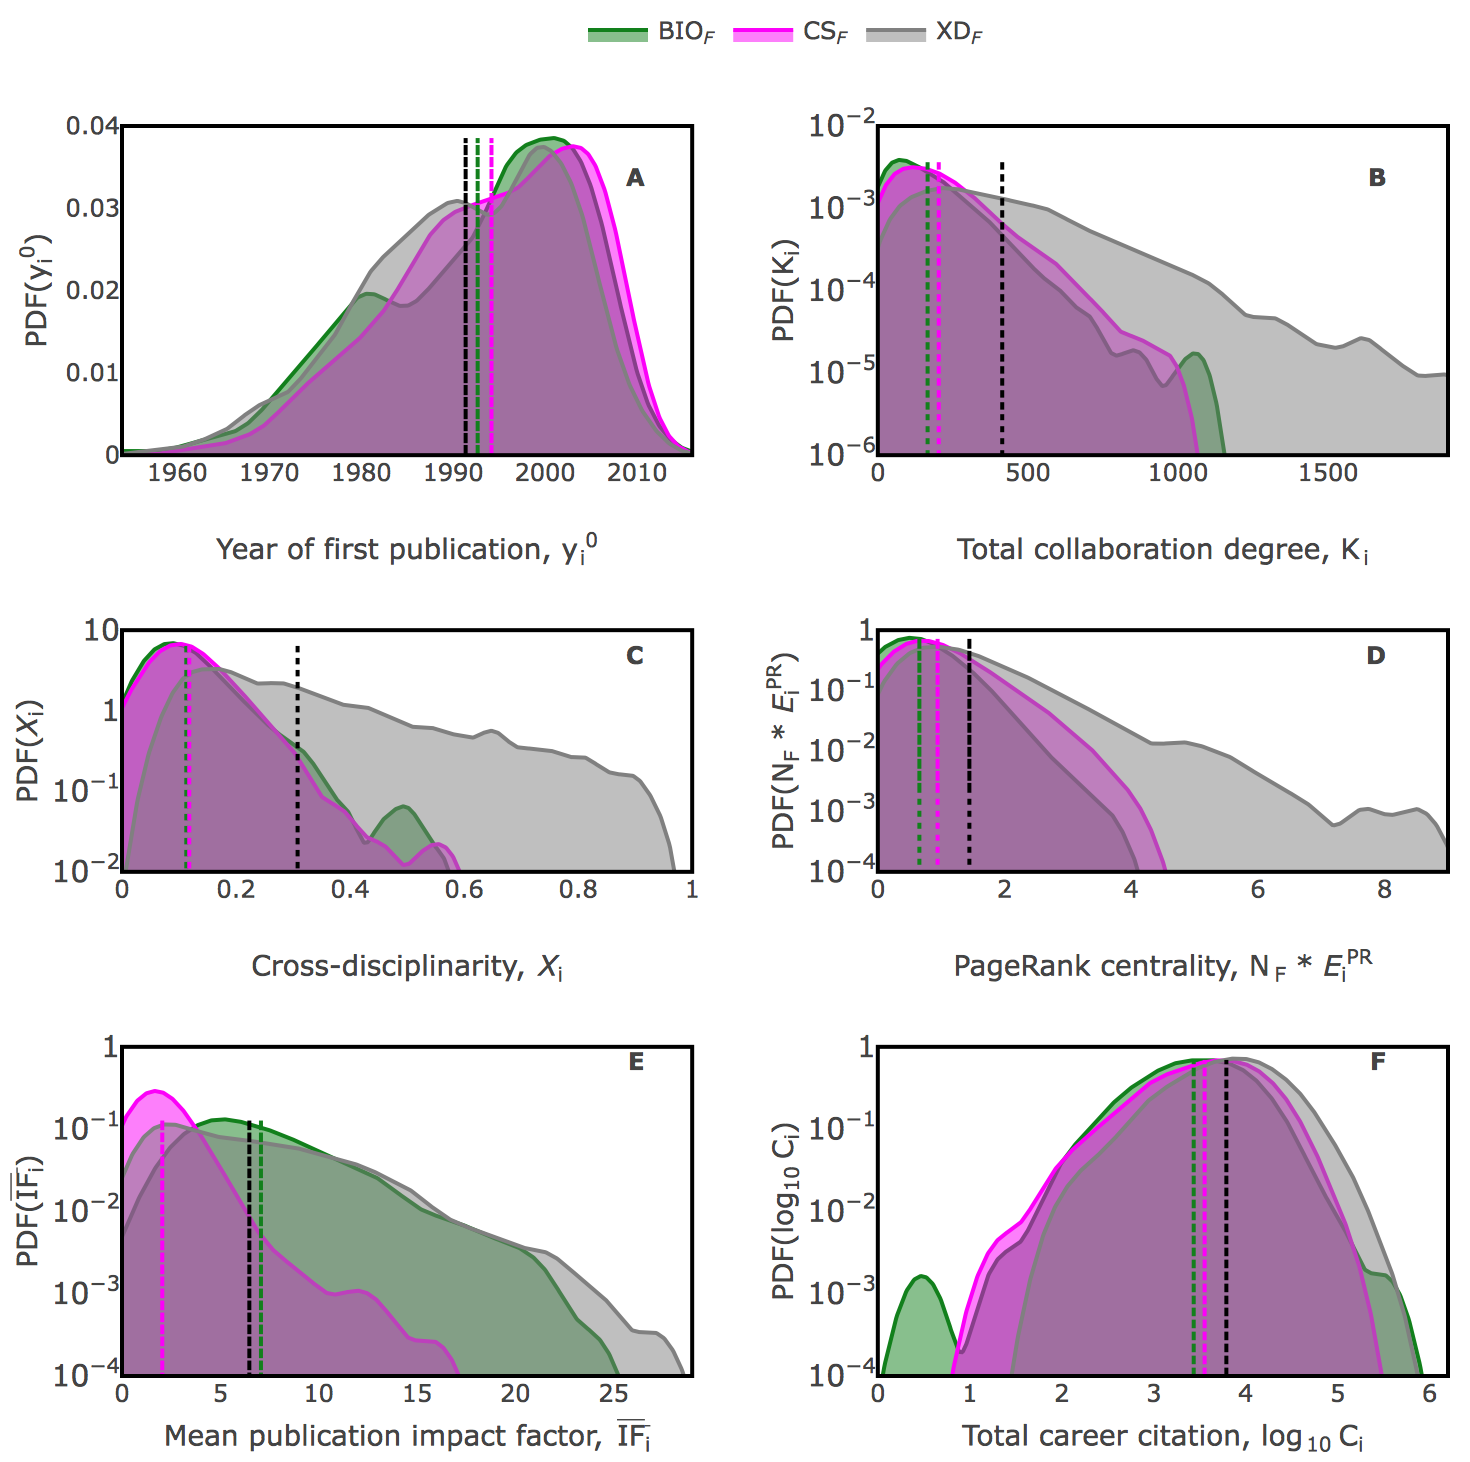 BIO_F CS_F XD_F
A
PDF(y_i^0)
0.04
0.03
0.02
0.01
0
1960 1970 1980 1990 2000 2010
Year of first publication, y_i^0
B
PDF(K_i)
10^−2
10^−3
10^−4
10^−5
10^−6
0 500 1000 1500
Total collaboration degree, K_i
C
PDF(X_i)
10
1
10^−1
10^−2
0 0.2 0.4 0.6 0.8 1
Cross-disciplinarity, X_i
D
PDF(N_F * E_i^PR)
1
10^−1
10^−2
10^−3
10^−4
0 2 4 6 8
PageRank centrality, N_F * E_i^PR
E
PDF(I̅F̅_i)
1
10^−1
10^−2
10^−3
10^−4
0 5 10 15 20 25
Mean publication impact factor, I̅F̅_i
F
PDF(log_10 C_i)
1
10^−1
10^−2
10^−3
10^−4
0 1 2 3 4 5 6
Total career citation, log_10 C_i